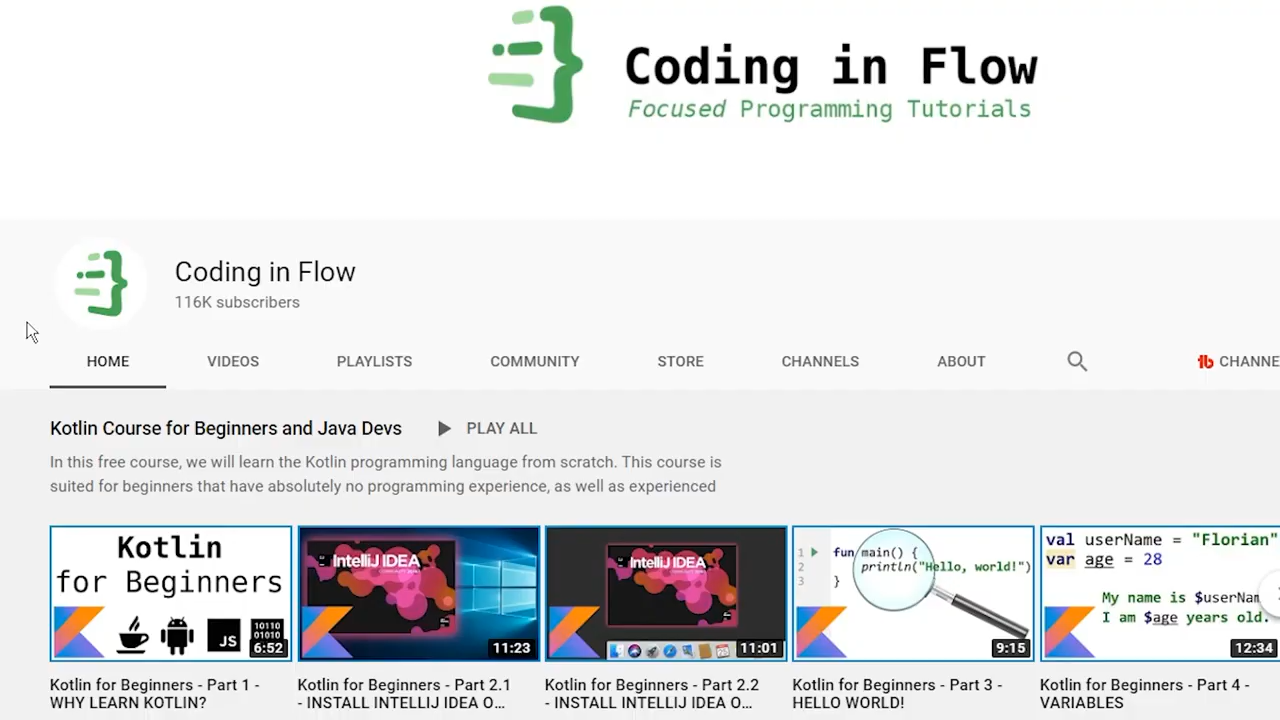 Coding in Flow
Focused Programming Tutorials
Coding in Flow
116K subscribers
HOME VIDEOS PLAYLISTS COMMUNITY STORE CHANNELS ABOUT CHANNE
Kotlin Course for Beginners and Java Devs PLAY ALL
In this free course, we will learn the Kotlin programming language from scratch. This course is
suited for beginners that have absolutely no programming experience, as well as experienced
Kotlin
for Beginners
JS
10110
01010
6:52
IntelliJ IDEA
11:23
IntelliJ IDEA
11:01
1 fun main() {
2 println("Hello, world!")
3 }
9:15
val userName = "Florian"
var age = 28
My name is $userNam
I am $age years old.
12:34
Kotlin for Beginners - Part 1 -
WHY LEARN KOTLIN?
Kotlin for Beginners - Part 2.1
- INSTALL INTELLIJ IDEA O...
Kotlin for Beginners - Part 2.2
- INSTALL INTELLIJ IDEA O...
Kotlin for Beginners - Part 3 -
HELLO WORLD!
Kotlin for Beginners - Part 4 -
VARIABLES